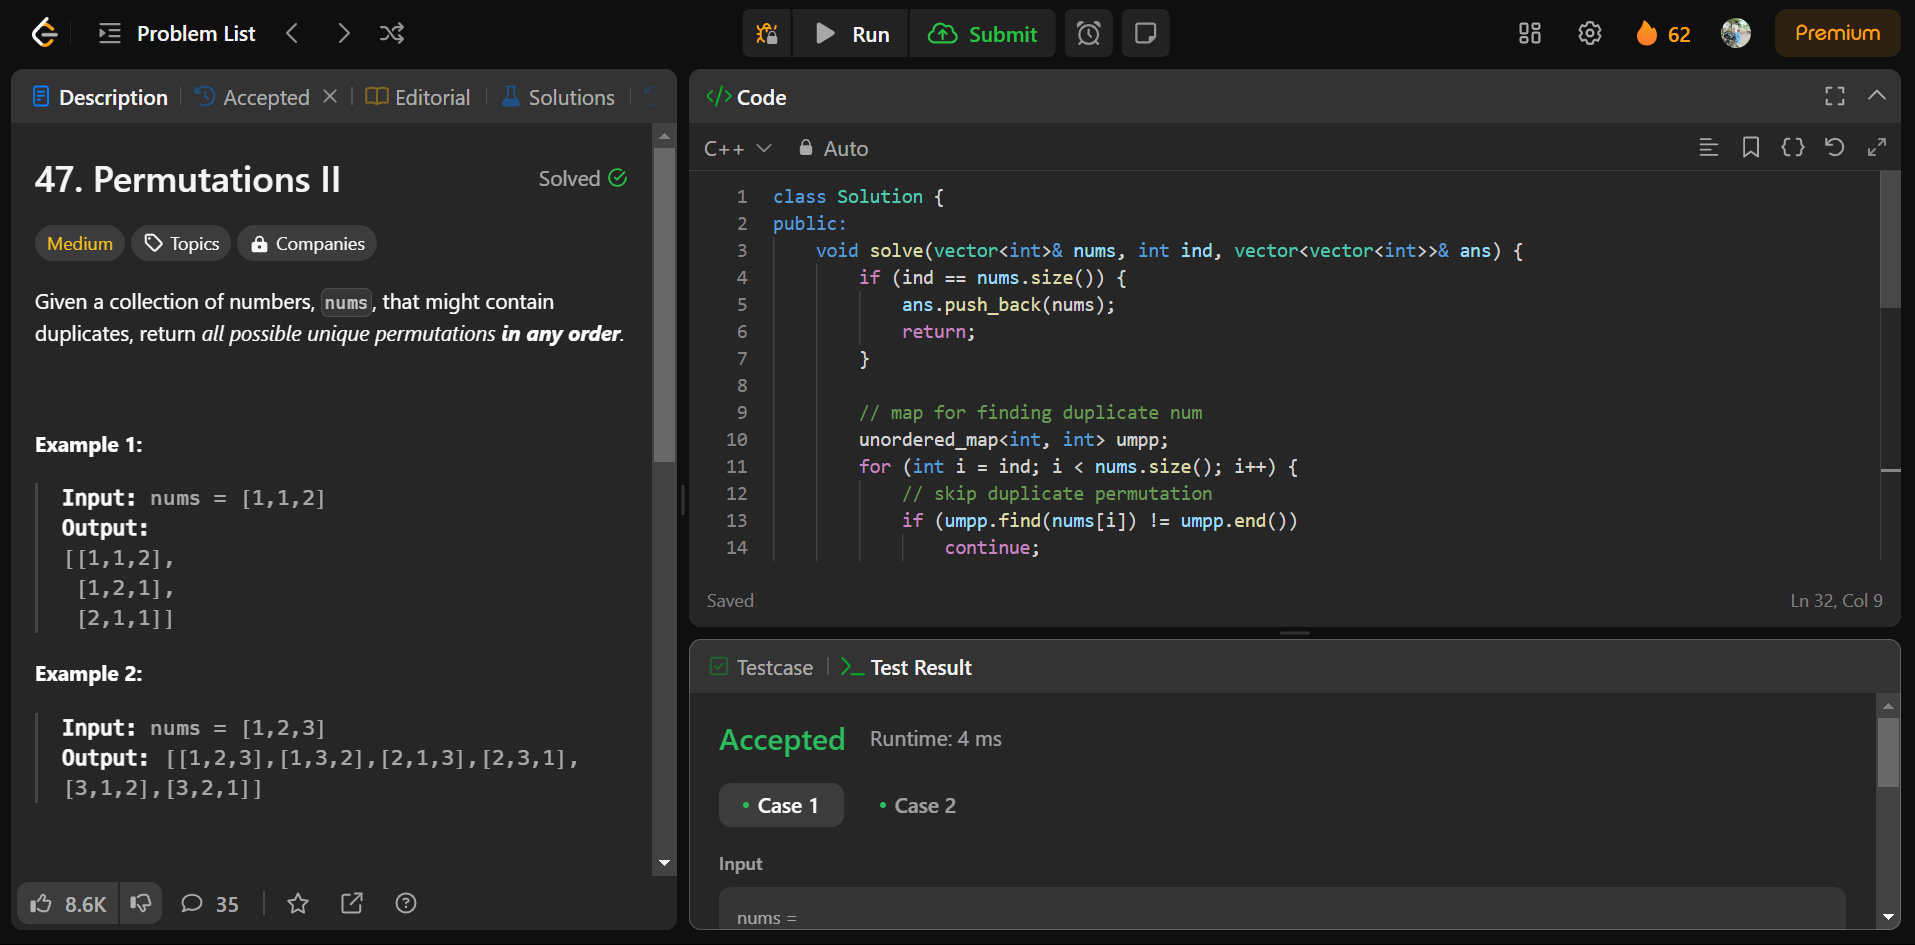 Problem List
Run
Submit
62
Premium
Description
Accepted
Editorial
Solutions
47. Permutations II
Solved
Medium
Topics
Companies
Given a collection of numbers, nums, that might contain
duplicates, return all possible unique permutations in any order.
Example 1:
Input: nums = [1,1,2]
Output:
[[1,1,2],
[1,2,1],
[2,1,1]]
Example 2:
Input: nums = [1,2,3]
Output: [[1,2,3],[1,3,2],[2,1,3],[2,3,1],
[3,1,2],[3,2,1]]
8.6K
35
</> Code
C++
Auto
1 class Solution {
2 public:
3 void solve(vector<int>& nums, int ind, vector<vector<int>>& ans) {
4 if (ind == nums.size()) {
5 ans.push_back(nums);
6 return;
7 }
8
9 // map for finding duplicate num
10 unordered_map<int, int> umpp;
11 for (int i = ind; i < nums.size(); i++) {
12 // skip duplicate permutation
13 if (umpp.find(nums[i]) != umpp.end())
14 continue;
Saved
Ln 32, Col 9
Testcase
Test Result
Accepted
Runtime: 4 ms
Case 1
Case 2
Input
nums =